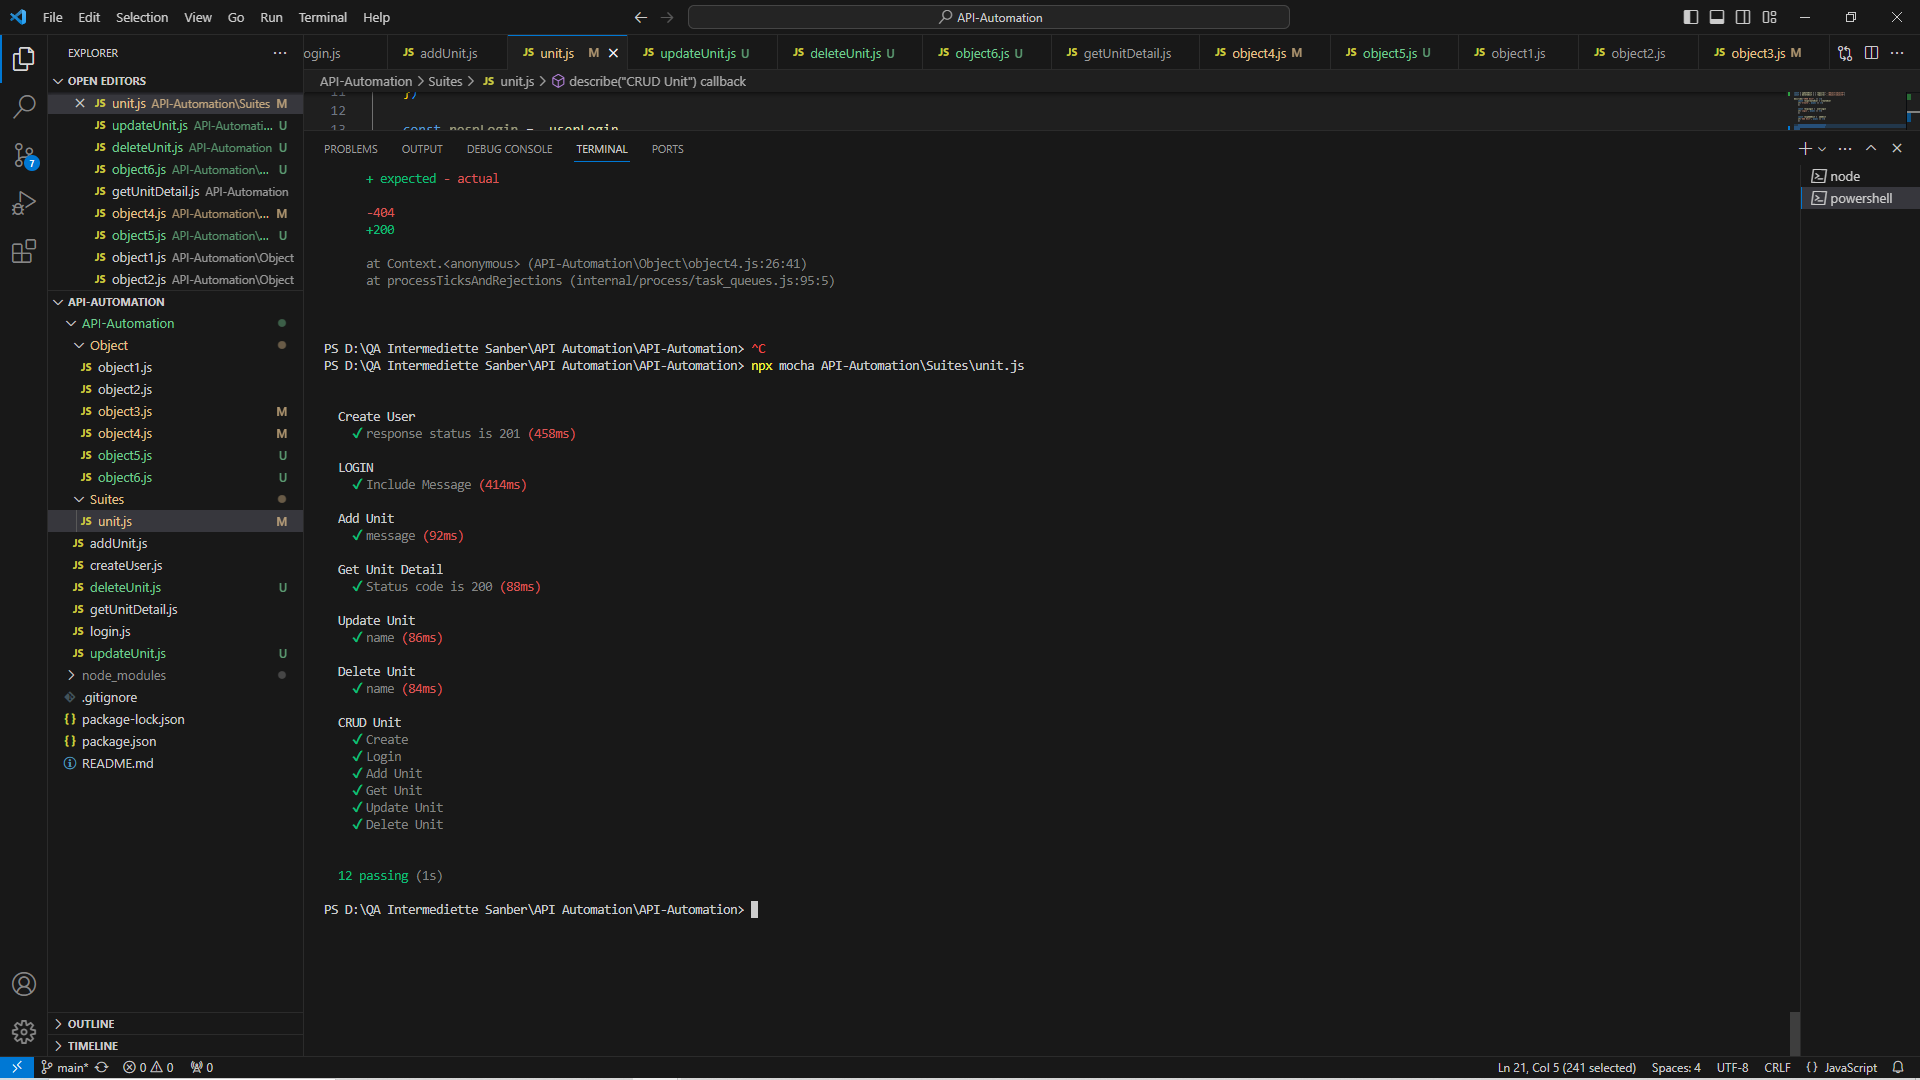 File Edit Selection View Go Run Terminal Help
API-Automation
EXPLORER
ogin.js
JS addUnit.js
JS unit.js M
JS updateUnit.js U
JS deleteUnit.js U
JS object6.js U
JS getUnitDetail.js
JS object4.js M
JS object5.js U
JS object1.js
JS object2.js
JS object3.js M
API-Automation > Suites > JS unit.js > describe("CRUD Unit") callback
OPEN EDITORS
JS unit.js API-Automation\Suites M
JS updateUnit.js API-Automati... U
JS deleteUnit.js API-Automation U
JS object6.js API-Automation\... U
JS getUnitDetail.js API-Automation
JS object4.js API-Automation\... M
JS object5.js API-Automation\... U
JS object1.js API-Automation\Object
JS object2.js API-Automation\Object
API-AUTOMATION
API-Automation
Object
JS object1.js
JS object2.js
JS object3.js M
JS object4.js M
JS object5.js U
JS object6.js U
Suites
JS unit.js M
JS addUnit.js
JS createUser.js
JS deleteUnit.js U
JS getUnitDetail.js
JS login.js
JS updateUnit.js U
node_modules
.gitignore
{} package-lock.json
{} package.json
README.md
OUTLINE
TIMELINE
7
11 })
12
13 const respLogin = userLogin
PROBLEMS OUTPUT DEBUG CONSOLE TERMINAL PORTS
node
powershell
+ expected - actual
-404
+200
at Context.<anonymous> (API-Automation\Object\object4.js:26:41)
at processTicksAndRejections (internal/process/task_queues.js:95:5)
PS D:\QA Intermediette Sanber\API Automation\API-Automation> ^C
PS D:\QA Intermediette Sanber\API Automation\API-Automation> npx mocha API-Automation\Suites\unit.js
Create User
✓ response status is 201 (458ms)
LOGIN
✓ Include Message (414ms)
Add Unit
✓ message (92ms)
Get Unit Detail
✓ Status code is 200 (88ms)
Update Unit
✓ name (86ms)
Delete Unit
✓ name (84ms)
CRUD Unit
✓ Create
✓ Login
✓ Add Unit
✓ Get Unit
✓ Update Unit
✓ Delete Unit
12 passing (1s)
PS D:\QA Intermediette Sanber\API Automation\API-Automation>
main* 0 0 0
Ln 21, Col 5 (241 selected) Spaces: 4 UTF-8 CRLF {} JavaScript